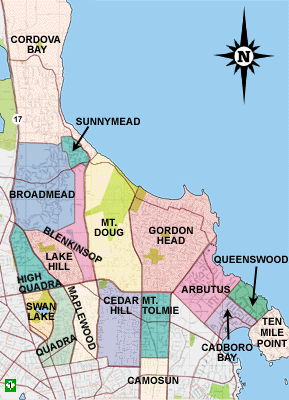 CORDOVA
BAY
N
17
SUNNYMEAD
BROADMEAD
MT.
DOUG
GORDON
HEAD
BLENKINSOP
LAKE
HILL
QUEENSWOOD
HIGH
QUADRA
ARBUTUS
SWAN
LAKE
MAPLEWOOD
CEDAR
HILL
MT.
TOLMIE
TEN
MILE
POINT
QUADRA
CADBORO
BAY
CAMOSUN